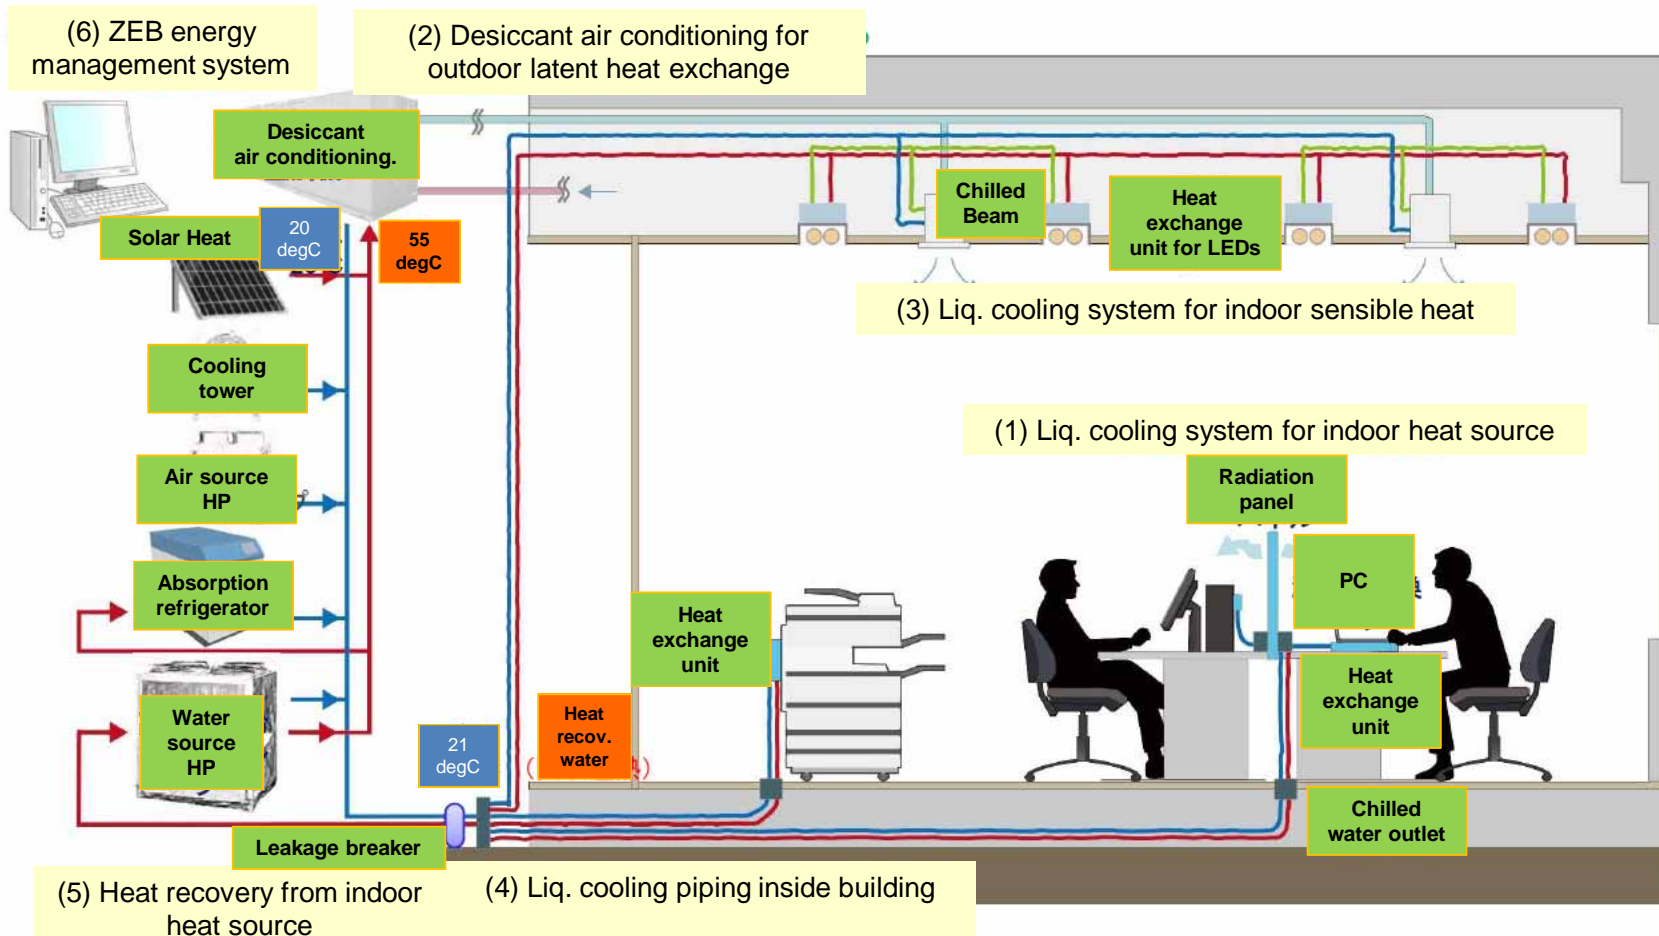 (6) ZEB energy
management system
(2) Desiccant air conditioning for
outdoor latent heat exchange
Desiccant
air conditioning.
Solar Heat
20
degC
55
degC
Chilled
Beam
Heat
exchange
unit for LEDs
(3) Liq. cooling system for indoor sensible heat
Cooling
tower
(1) Liq. cooling system for indoor heat source
Air source
HP
Radiation
panel
PC
Absorption
refrigerator
Heat
exchange
unit
Heat
exchange
unit
Water
source
HP
21
degC
Heat
recov.
water
Chilled
water outlet
Leakage breaker
(5) Heat recovery from indoor
heat source
(4) Liq. cooling piping inside building